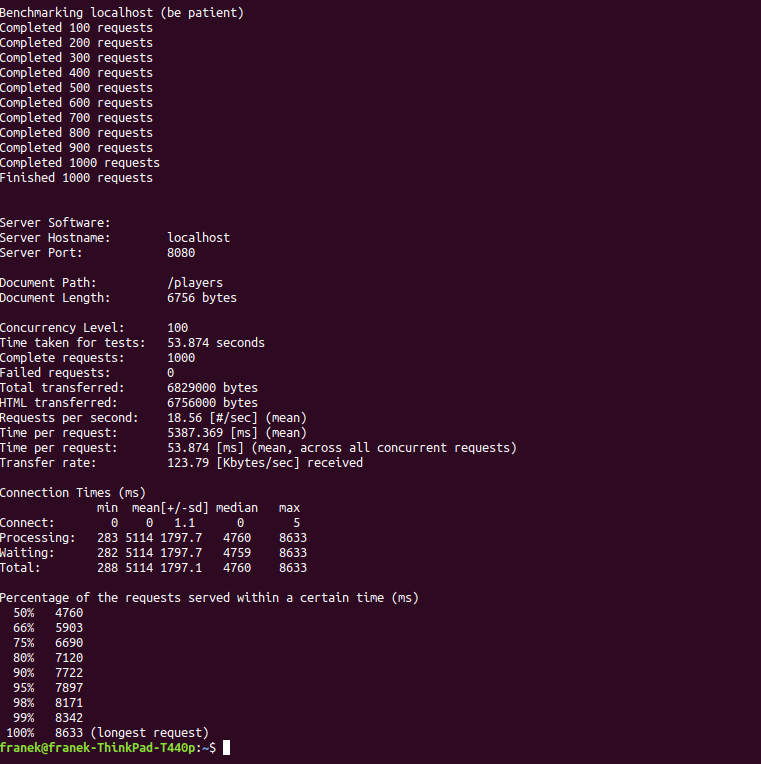 Benchmarking localhost (be patient)
Completed 100 requests
Completed 200 requests
Completed 300 requests
Completed 400 requests
Completed 500 requests
Completed 600 requests
Completed 700 requests
Completed 800 requests
Completed 900 requests
Completed 1000 requests
Finished 1000 requests


Server Software:
Server Hostname:        localhost
Server Port:            8080

Document Path:          /players
Document Length:        6756 bytes

Concurrency Level:      100
Time taken for tests:   53.874 seconds
Complete requests:      1000
Failed requests:        0
Total transferred:      6829000 bytes
HTML transferred:       6756000 bytes
Requests per second:    18.56 [#/sec] (mean)
Time per request:       5387.369 [ms] (mean)
Time per request:       53.874 [ms] (mean, across all concurrent requests)
Transfer rate:          123.79 [Kbytes/sec] received

Connection Times (ms)
              min  mean[+/-sd] median   max
Connect:        0    0   1.1      0       5
Processing:   283 5114 1797.7   4760    8633
Waiting:      282 5114 1797.7   4759    8633
Total:        288 5114 1797.1   4760    8633

Percentage of the requests served within a certain time (ms)
  50%   4760
  66%   5903
  75%   6690
  80%   7120
  90%   7722
  95%   7897
  98%   8171
  99%   8342
 100%   8633 (longest request)
franek@franek-ThinkPad-T440p:~$